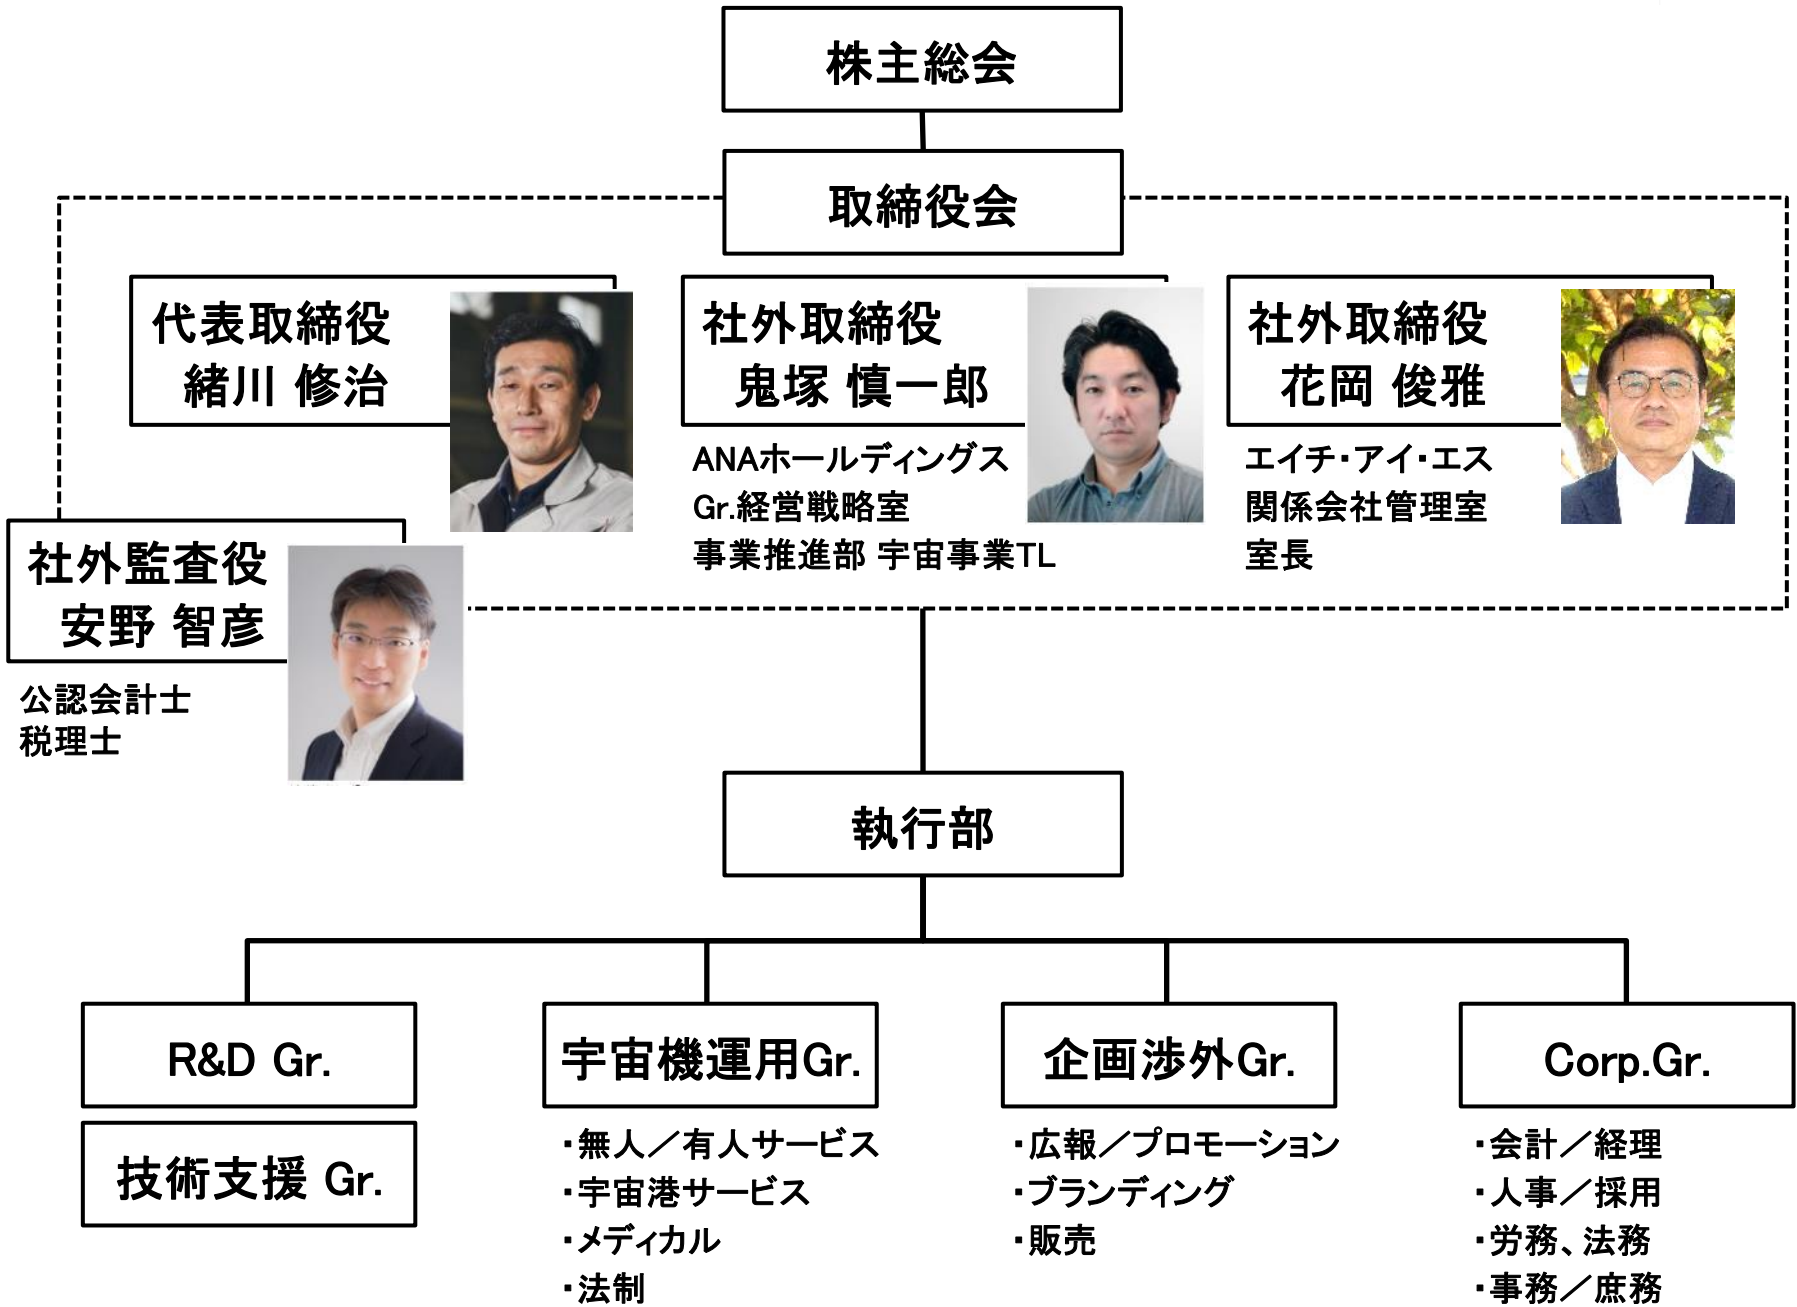 株主総会
取締役会
代表取締役
緒川 修治
社外取締役
鬼塚 慎一郎
ANAホールディングス
Gr.経営戦略室
事業推進部 宇宙事業TL
社外取締役
花岡 俊雅
エイチ・アイ・エス
関係会社管理室
室長
社外監査役
安野 智彦
公認会計士
税理士
執行部
R&D Gr.
技術支援 Gr.
宇宙機運用Gr.
・無人／有人サービス
・宇宙港サービス
・メディカル
・法制
企画渉外Gr.
・広報／プロモーション
・ブランディング
・販売
Corp.Gr.
・会計／経理
・人事／採用
・労務、法務
・事務／庶務